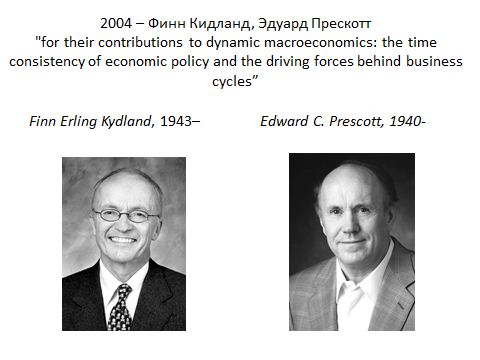 2004 – Финн Кидланд, Эдуард Прескотт
"for their contributions to dynamic macroeconomics: the time
consistency of economic policy and the driving forces behind business
cycles”
Finn Erling Kydland, 1943–
Edward C. Prescott, 1940-